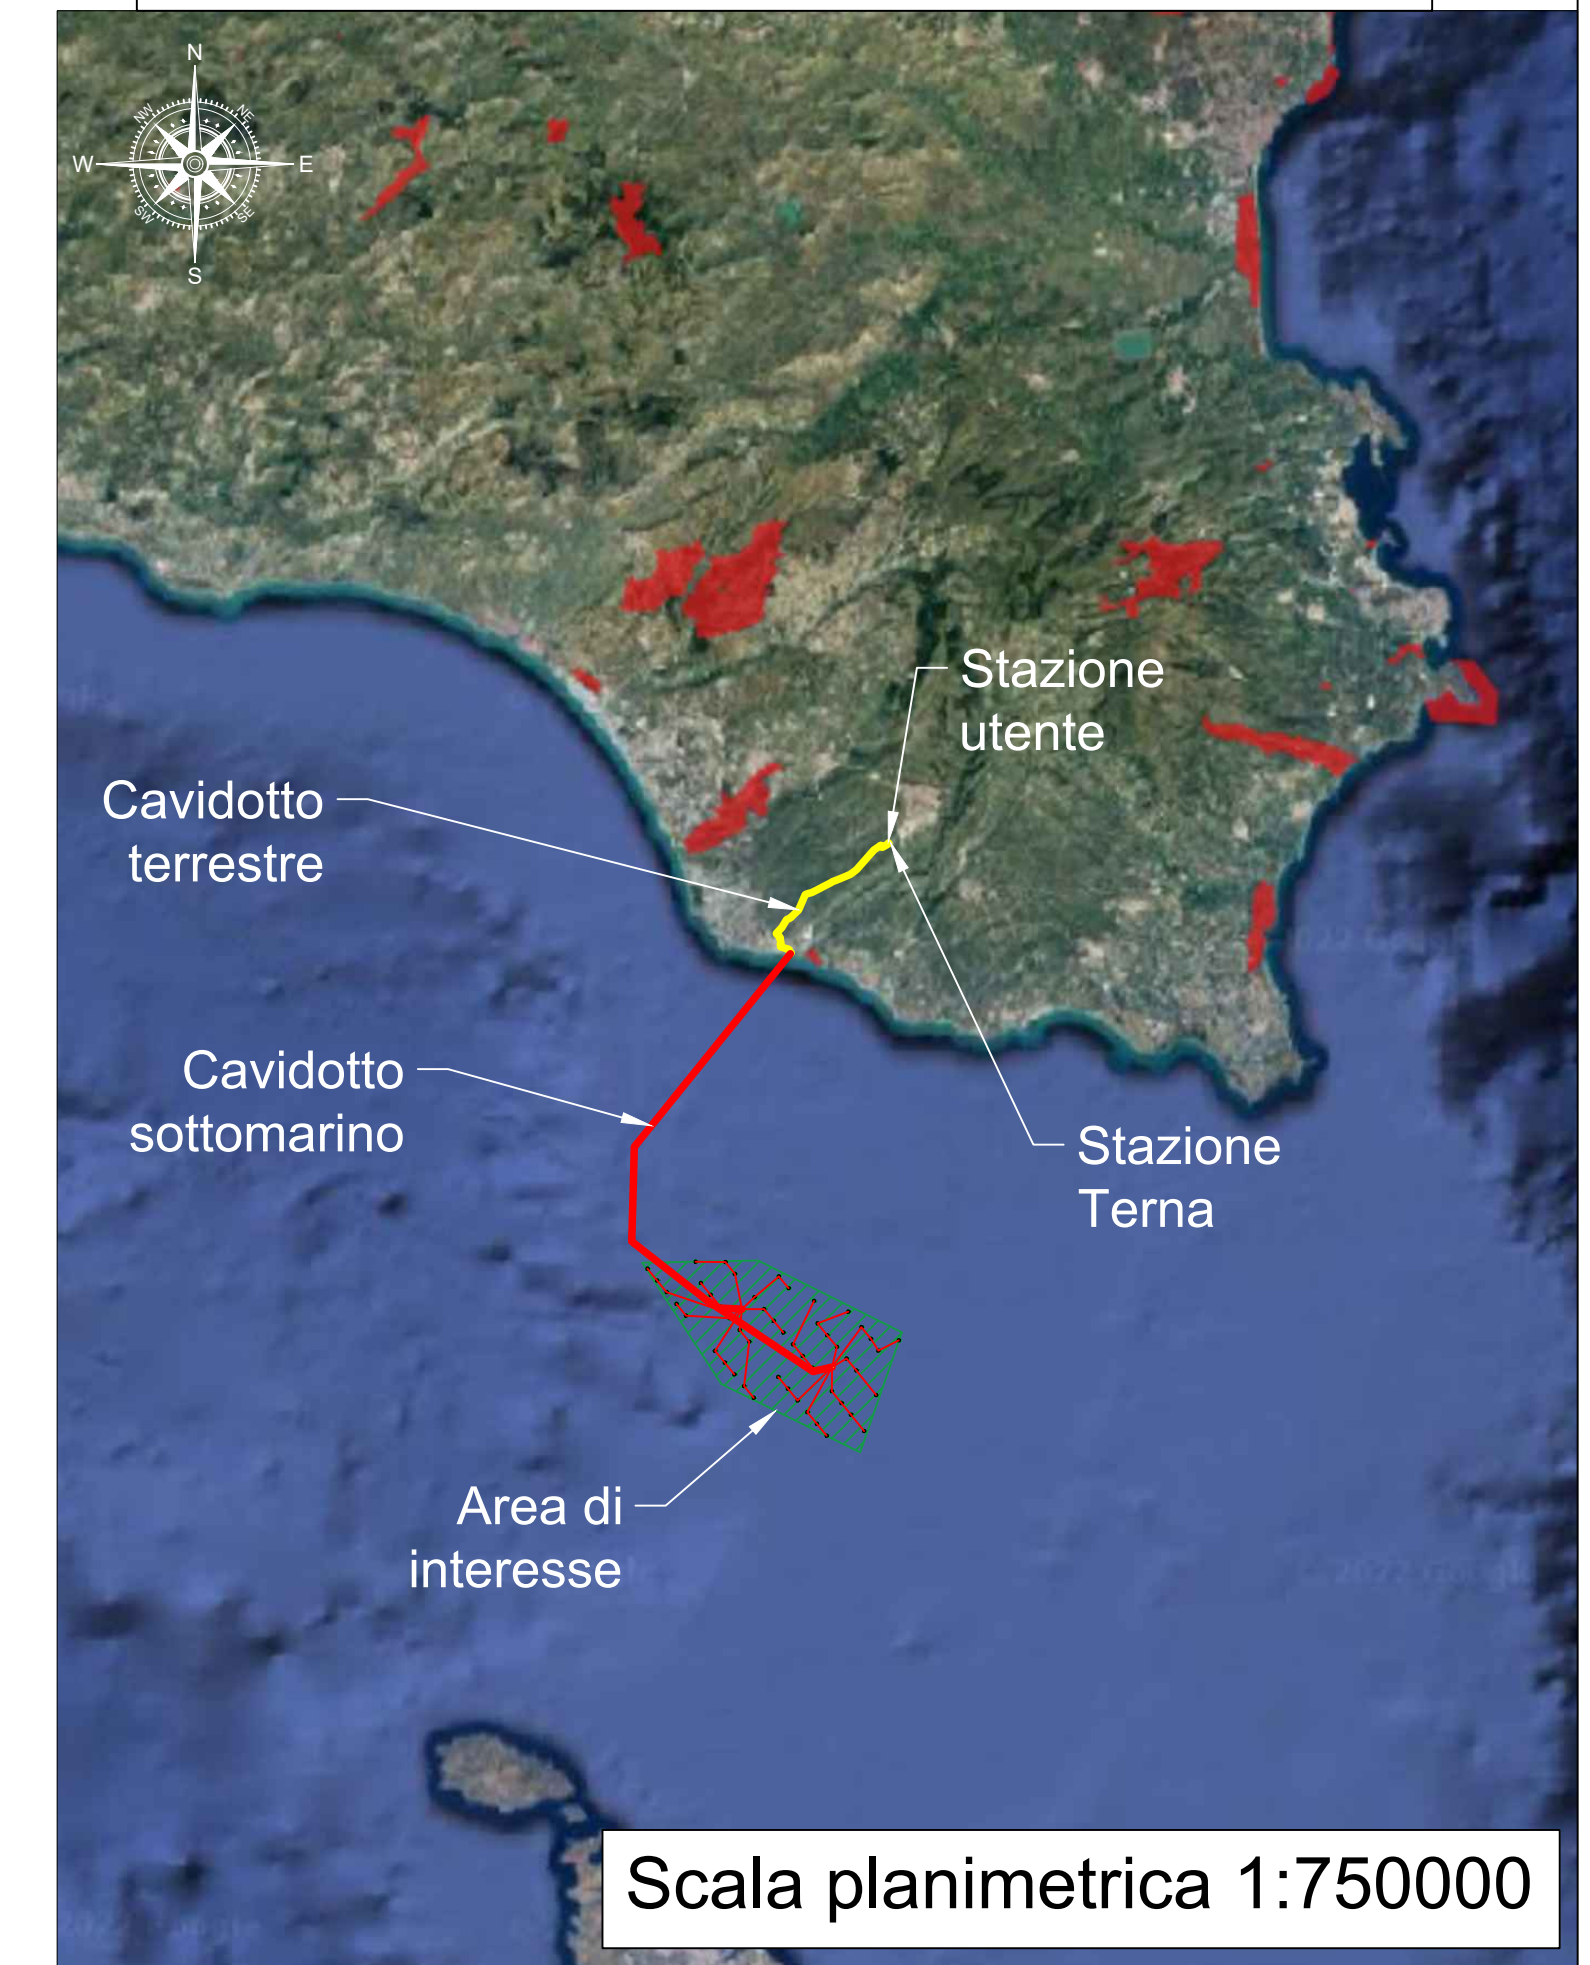 N
NW
NE
W
E
SW
SE
S
Stazione
utente
Cavidotto
terrestre
Cavidotto
sottomarino
Stazione
Terna
Area di
interesse
Scala planimetrica 1:750000